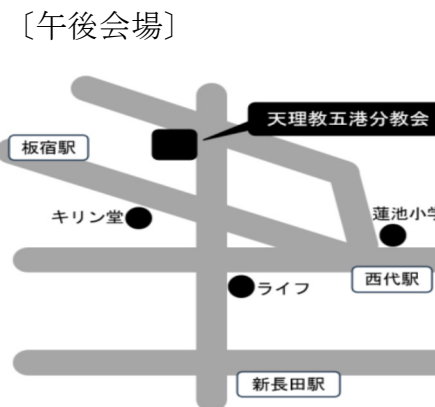 〔午後会場〕
天理教五港分教会
板宿駅
キリン堂
蓮池小学
ライフ
西代駅
新長田駅